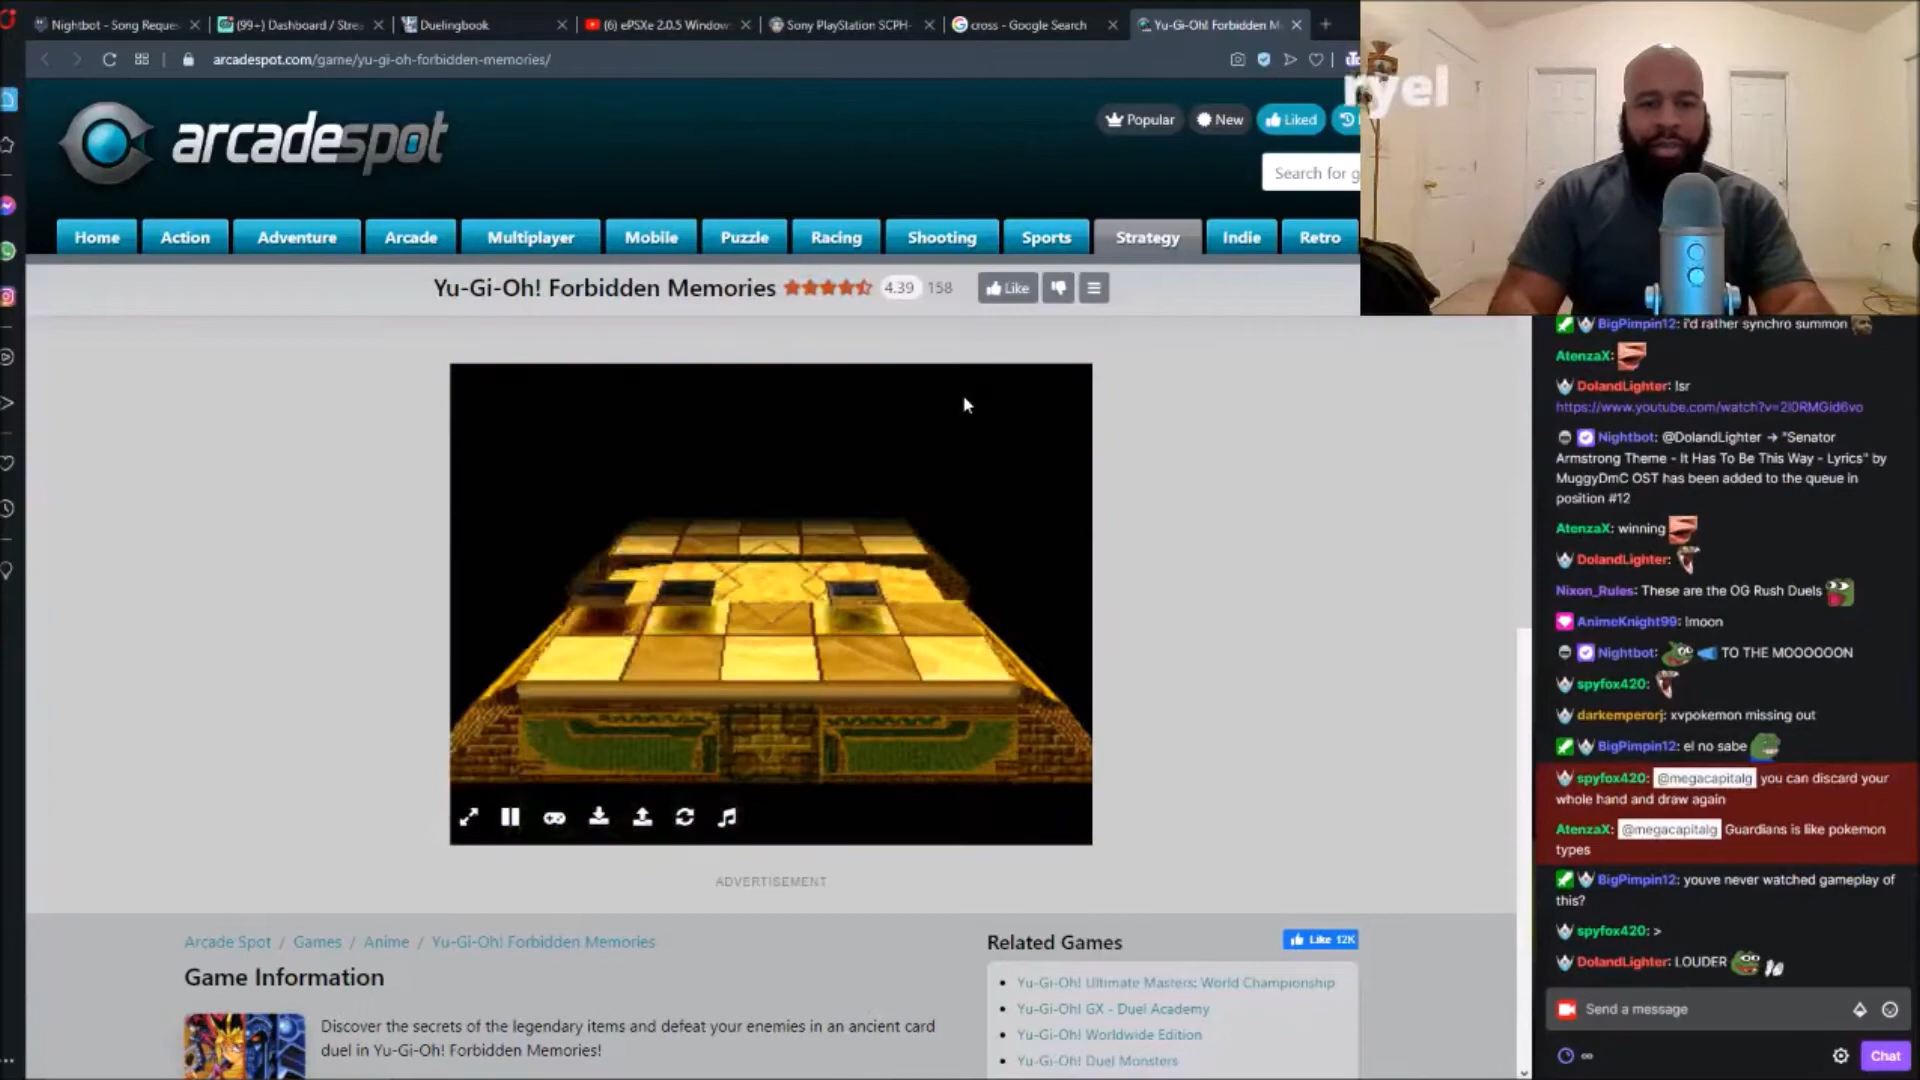 Nightbot - Song Reques
(99+) Dashboard / Stre
Duelingbook
(6) ePSXe 2.0.5 Window
Sony PlayStation SCPH-
cross - Google Search
Yu-Gi-Oh! Forbidden M
arcadespot.com/game/yu-gi-oh-forbidden-memories/
ryel
arcadespot
Popular
New
Liked
Search for g
Home
Action
Adventure
Arcade
Multiplayer
Mobile
Puzzle
Racing
Shooting
Sports
Strategy
Indie
Retro
Yu-Gi-Oh! Forbidden Memories
4.39
158
Like
BigPimpin12: i'd rather synchro summon
AtenzaX:
DolandLighter: !sr
https://www.youtube.com/watch?v=2I0RMGid6vo
Nightbot: @DolandLighter → "Senator
Armstrong Theme - It Has To Be This Way - Lyrics" by
MuggyDmC OST has been added to the queue in
position #12
AtenzaX: winning
DolandLighter:
Nixon_Rules: These are the OG Rush Duels
AnimeKnight99: !moon
Nightbot: TO THE MOOOOOON
spyfox420:
darkemperorj: xvpokemon missing out
BigPimpin12: el no sabe
spyfox420: @megacapitalg you can discard your
whole hand and draw again
AtenzaX: @megacapitalg Guardians is like pokemon
types
BigPimpin12: youve never watched gameplay of
this?
spyfox420: >
DolandLighter: LOUDER
Send a message
Chat
ADVERTISEMENT
Arcade Spot / Games / Anime / Yu-Gi-Oh! Forbidden Memories
Game Information
Discover the secrets of the legendary items and defeat your enemies in an ancient card
duel in Yu-Gi-Oh! Forbidden Memories!
Related Games
Like 12K
Yu-Gi-Oh! Ultimate Masters: World Championship
Yu-Gi-Oh! GX - Duel Academy
Yu-Gi-Oh! Worldwide Edition
Yu-Gi-Oh! Duel Monsters